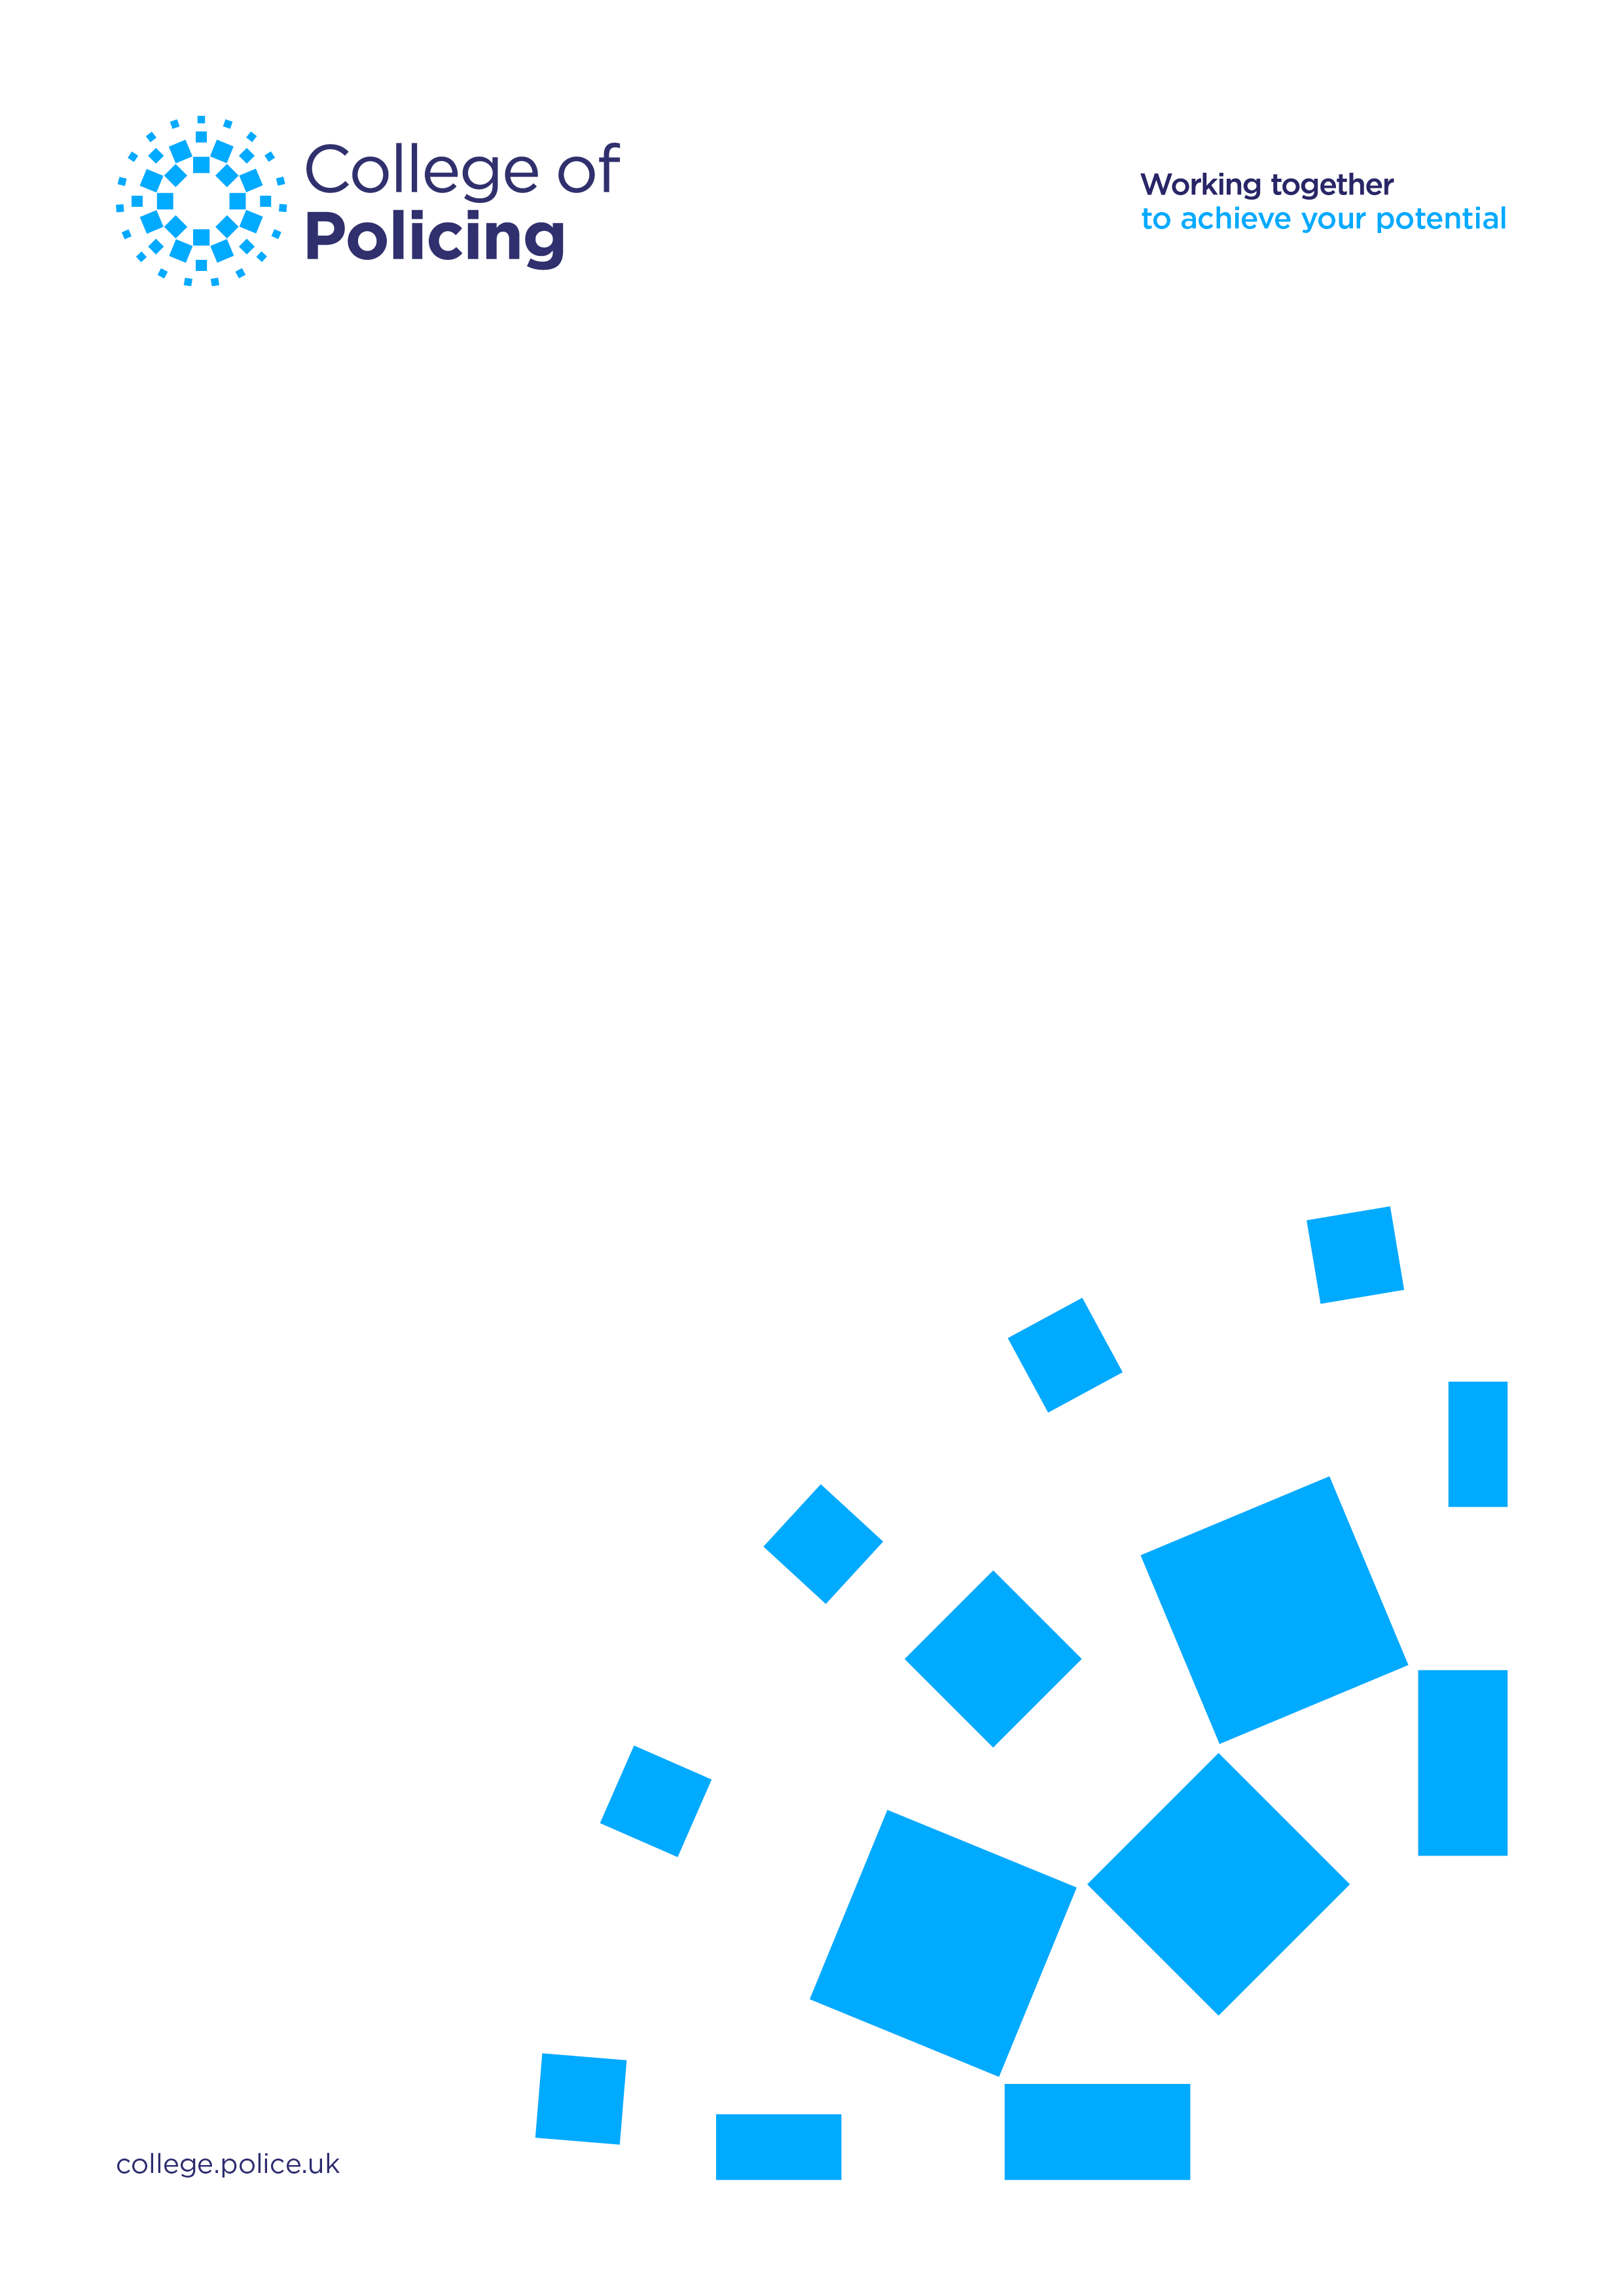 College of
Policing
Working together
to achieve your potential
college.police.uk